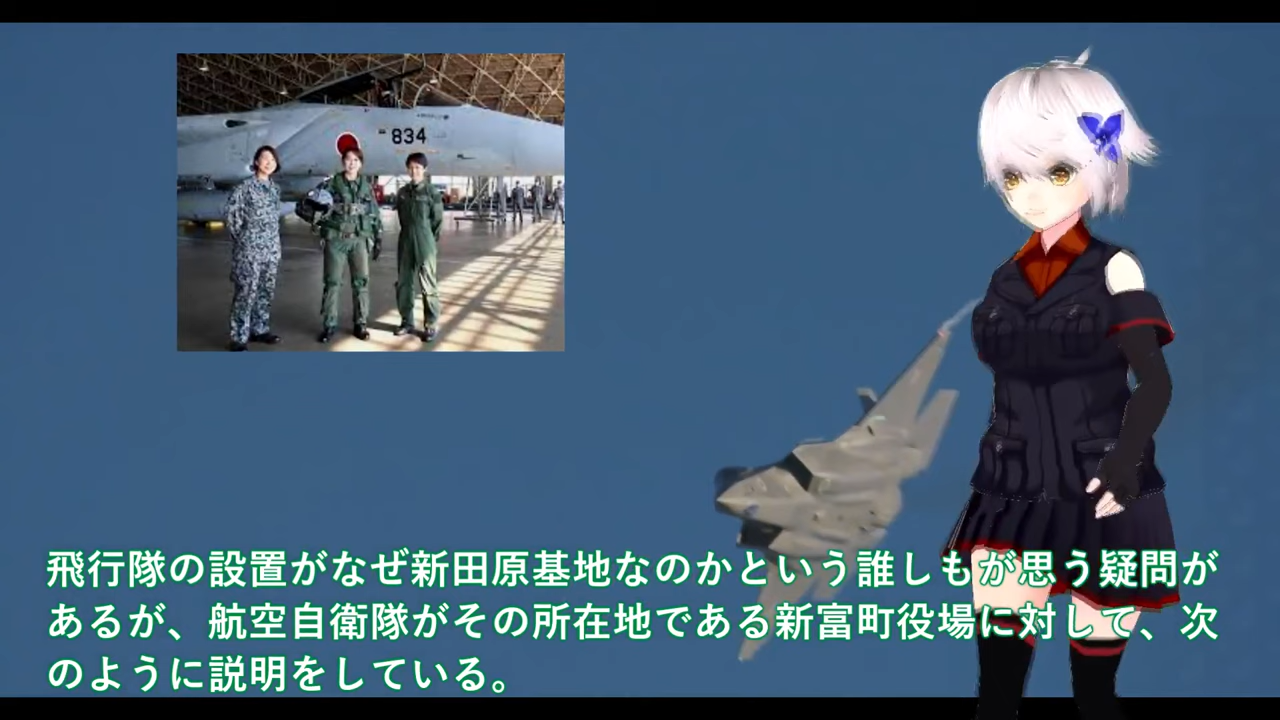 834
飛行隊の設置がなぜ新田原基地なのかという誰しもが思う疑問が
あるが、航空自衛隊がその所在地である新富町役場に対して、次
のように説明をしている。